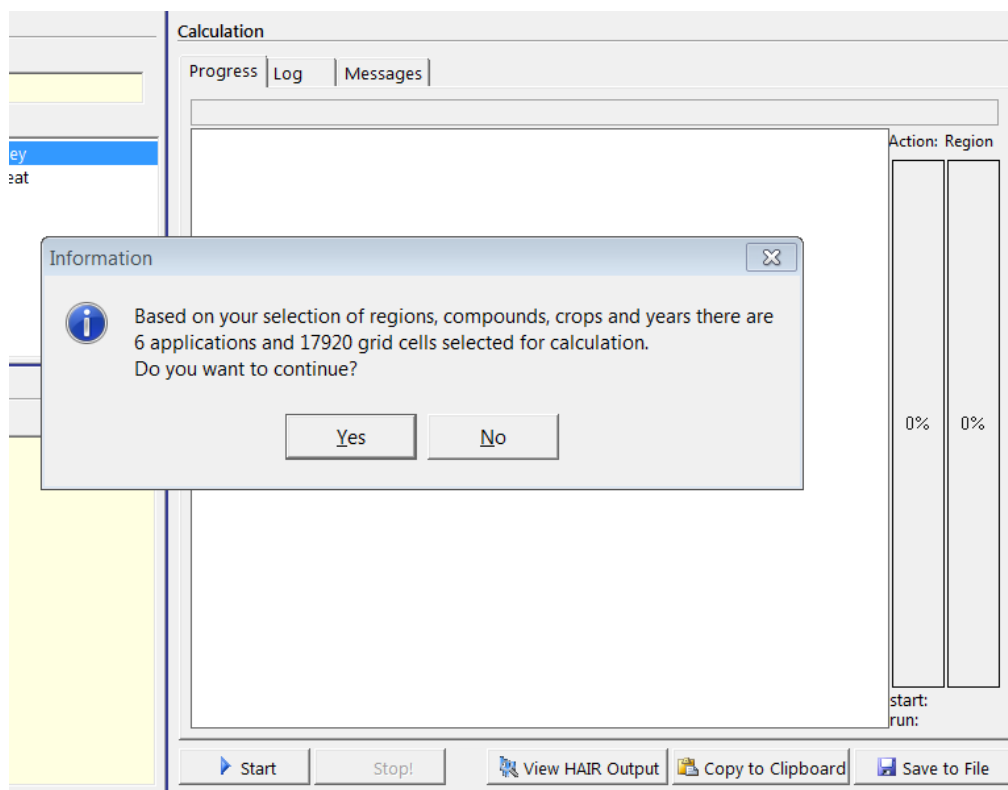 Calculation
Progress Log Messages
Action: Region
ey
eat
Information
Based on your selection of regions, compounds, crops and years there are
6 applications and 17920 grid cells selected for calculation.
Do you want to continue?
Yes No
0% 0%
start:
run:
Start Stop! View HAIR Output Copy to Clipboard Save to File